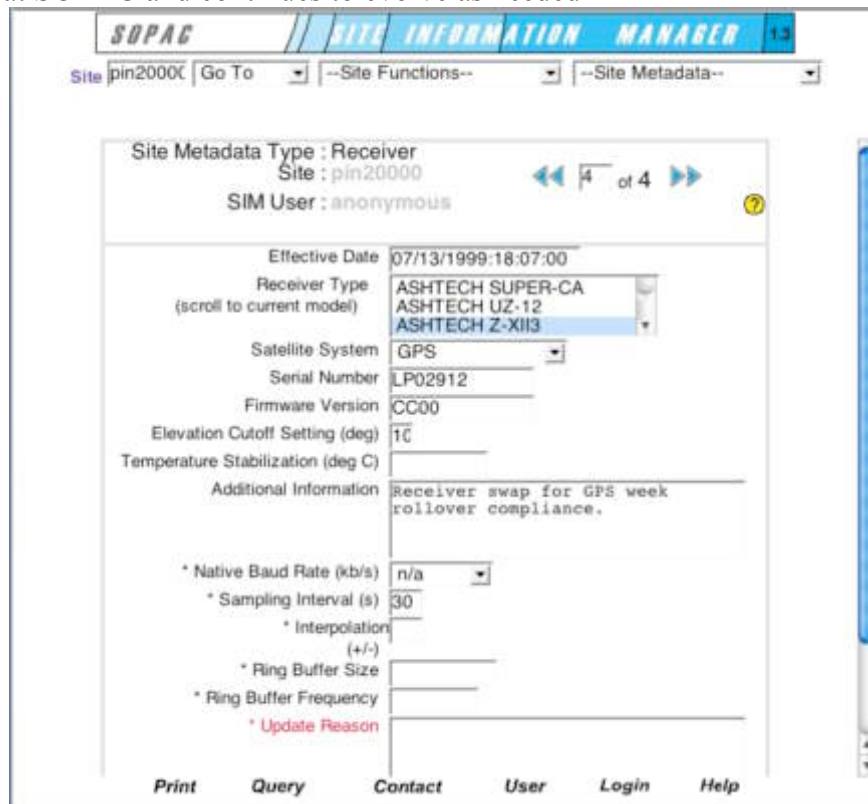 SOPAC SITE INFORMATION MANAGER 1.3
Site pin2000( Go To --Site Functions-- --Site Metadata--
Site Metadata Type : Receiver
Site : pin20000
4 of 4
SIM User : anonymous
?
Effective Date 07/13/1999:18:07:00
Receiver Type ASHTECH SUPER-CA
(scroll to current model) ASHTECH UZ-12
ASHTECH Z-XII3
Satellite System GPS
Serial Number LP02912
Firmware Version CC00
Elevation Cutoff Setting (deg) 10
Temperature Stabilization (deg C)
Additional Information Receiver swap for GPS week
rollover compliance.
* Native Baud Rate (kb/s) n/a
* Sampling Interval (s) 30
* Interpolation
(+/-)
* Ring Buffer Size
* Ring Buffer Frequency
* Update Reason
Print Query Contact User Login Help